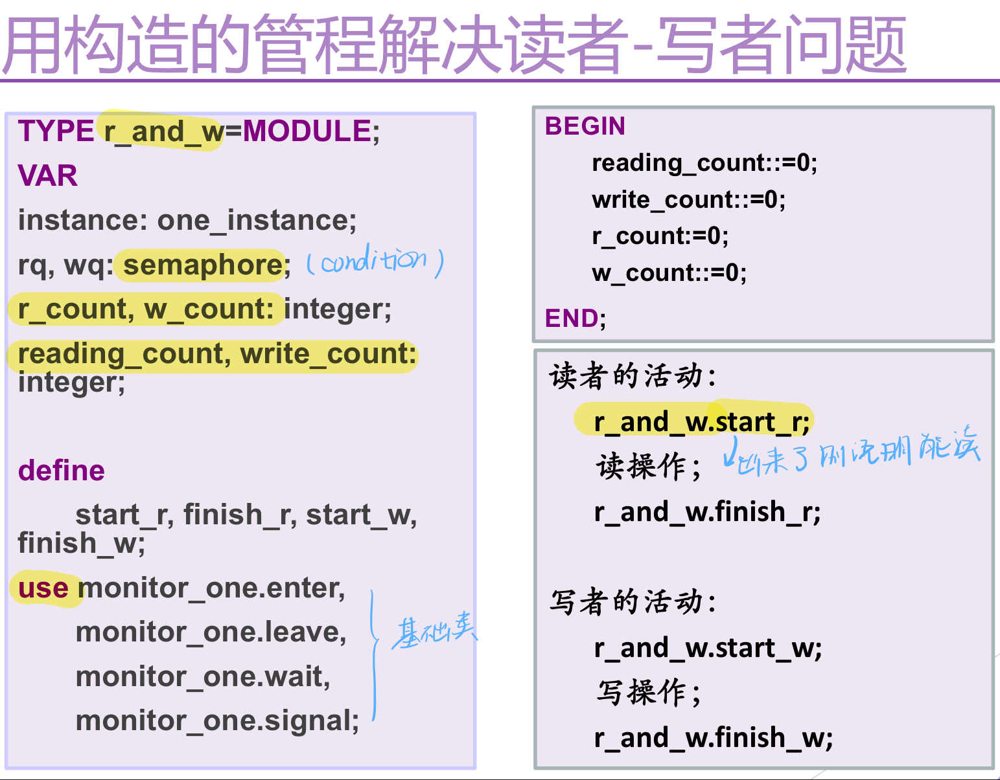 用构造的管程解决读者-写者问题
TYPE r_and_w=MODULE;
VAR
instance: one_instance;
rq, wq: semaphore; (condition)
r_count, w_count: integer;
reading_count, write_count:
integer;
define
start_r, finish_r, start_w,
finish_w;
use monitor_one.enter,
monitor_one.leave,
monitor_one.wait,
monitor_one.signal;
基础类
BEGIN
reading_count::=0;
write_count::=0;
r_count:=0;
w_count::=0;
END;
读者的活动：
r_and_w.start_r;
读操作；
出来了则说明能读
r_and_w.finish_r;
写者的活动：
r_and_w.start_w;
写操作；
r_and_w.finish_w;